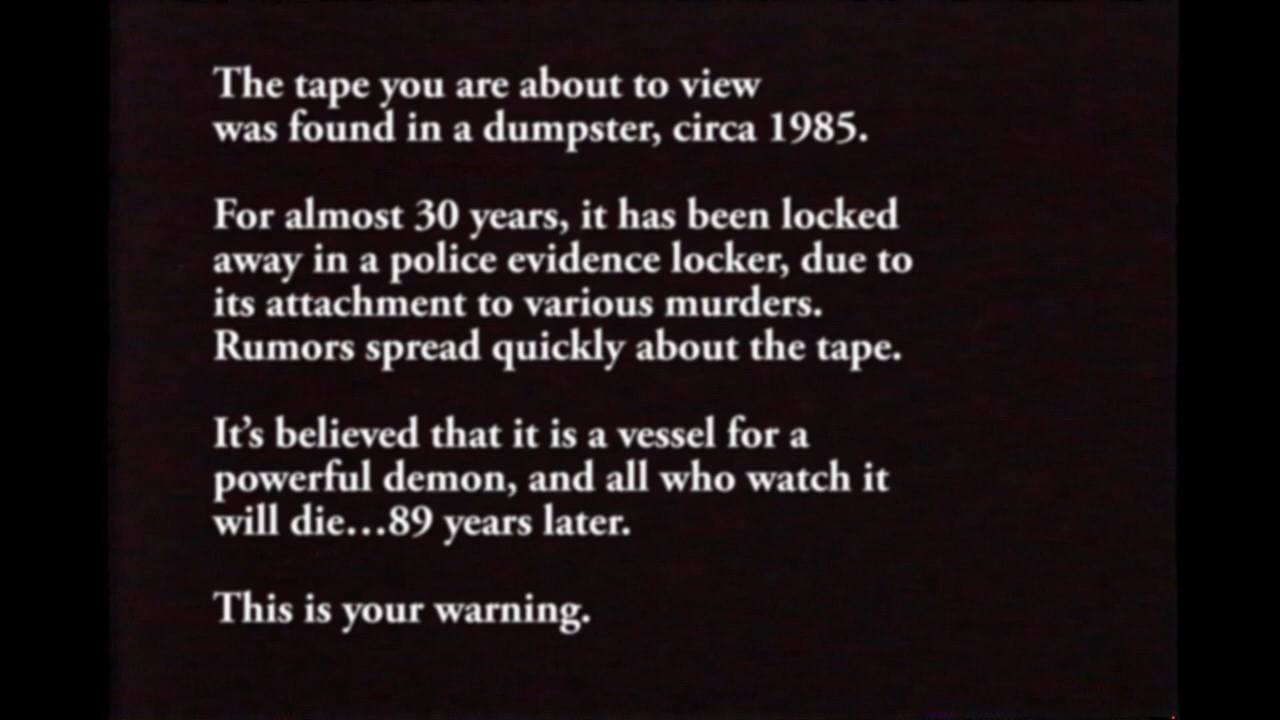 The tape you are about to view
was found in a dumpster, circa 1985.
For almost 30 years, it has been locked
away in a police evidence locker, due to
its attachment to various murders.
Rumors spread quickly about the tape.
It’s believed that it is a vessel for a
powerful demon, and all who watch it
will die…89 years later.
This is your warning.